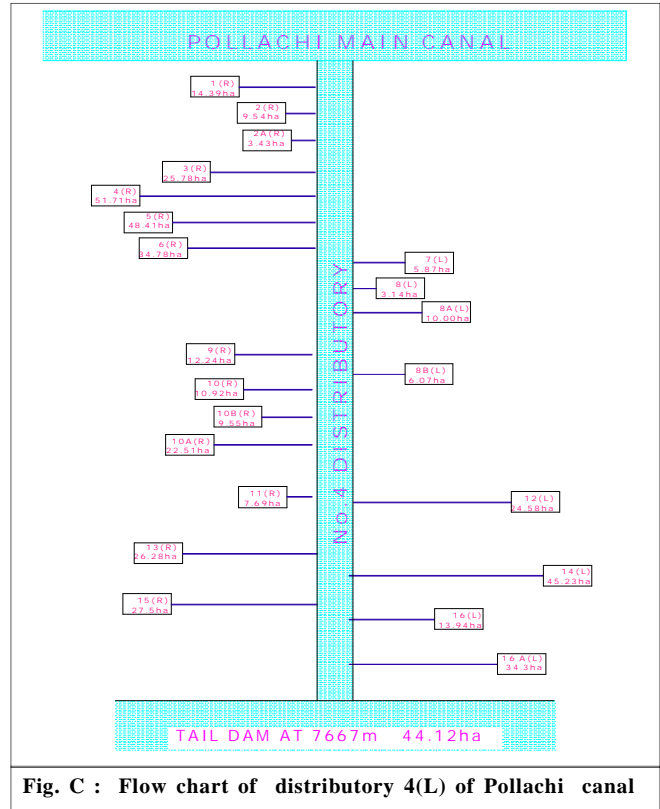 POLLACHI MAIN CANAL
1(R)
14.39ha
2(R)
9.54ha
2A(R)
3.43ha
3(R)
25.78ha
4(R)
51.71ha
5(R)
48.41ha
6(R)
34.78ha
7(L)
5.87ha
8(L)
3.14ha
8A(L)
10.00ha
9(R)
12.24ha
8B(L)
6.07ha
10(R)
10.92ha
10B(R)
9.55ha
10A(R)
22.51ha
11(R)
7.69ha
12(L)
24.58ha
13(R)
26.28ha
14(L)
45.23ha
15(R)
27.5ha
16(L)
13.94ha
16A(L)
34.3ha
No.4 DISTRIBUTORY
TAIL DAM AT 7667m 44.12ha
Fig. C : Flow chart of distributory 4(L) of Pollachi canal